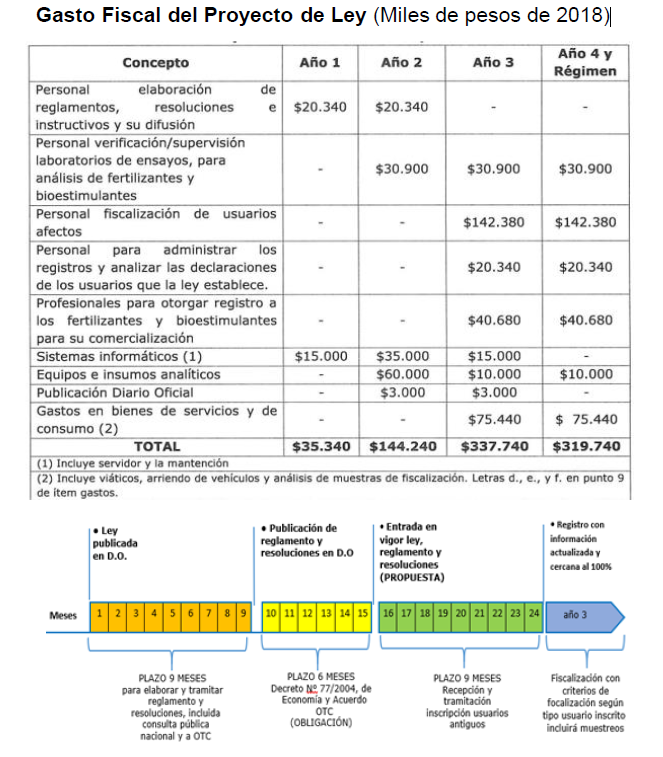 Gasto Fiscal del Proyecto de Ley (Miles de pesos de 2018)
Concepto Año 1 Año 2 Año 3 Año 4 y
Régimen
Personal elaboración de
reglamentos, resoluciones e $20.340 $20.340 - -
instructivos y su difusión
Personal verificación/supervisión
laboratorios de ensayos, para
análisis de fertilizantes y - $30.900 $30.900 $30.900
bioestimulantes
Personal fiscalización de usuarios
afectos - - $142.380 $142.380
Personal para administrar los
registros y analizar las declaraciones - - $20.340 $20.340
de los usuarios que la ley establece.
Profesionales para otorgar registro a
los fertilizantes y bioestimulantes - - $40.680 $40.680
para su comercialización
Sistemas informáticos (1) $15.000 $35.000 $15.000 -
Equipos e insumos analíticos - $60.000 $10.000 $10.000
Publicación Diario Oficial - $3.000 $3.000 -
Gastos en bienes de servicios y de
consumo (2) - - $75.440 $ 75.440
TOTAL $35.340 $144.240 $337.740 $319.740
(1) Incluye servidor y la mantención
(2) Incluye viáticos, arriendo de vehículos y análisis de muestras de fiscalización. Letras d., e., y f. en punto 9
de ítem gastos.
• Ley
publicada
en D.O.
• Publicación de
reglamento y
resoluciones en D.O
• Entrada en
vigor ley,
reglamento y
resoluciones
(PROPUESTA)
• Registro con
información
actualizada y
cercana al 100%
Meses 1 2 3 4 5 6 7 8 9 10 11 12 13 14 15 16 17 18 19 20 21 22 23 24 año 3
PLAZO 9 MESES
para elaborar y tramitar
reglamento y
resoluciones, incluida
consulta pública
nacional y a OTC
PLAZO 6 MESES
Decreto Nº 77/2004, de
Economía y Acuerdo
OTC
(OBLIGACIÓN)
PLAZO 9 MESES
Recepción y
tramitación
inscripción usuarios
antiguos
Fiscalización con
criterios de
focalización según
tipo usuario inscrito
incluirá muestreos